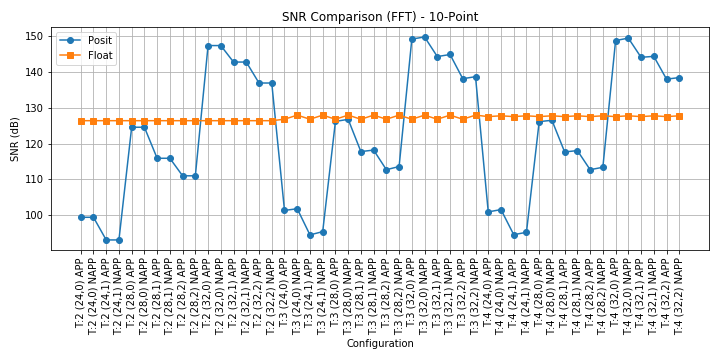 SNR Comparison (FFT) - 10-Point
Posit
Float
SNR (dB)
150
140
130
120
110
100
T:2 (24,0) APP
T:2 (24,0) NAPP
T:2 (24,1) APP
T:2 (24,1) NAPP
T:2 (28,0) APP
T:2 (28,0) NAPP
T:2 (28,1) APP
T:2 (28,1) NAPP
T:2 (28,2) APP
T:2 (28,2) NAPP
T:2 (32,0) APP
T:2 (32,0) NAPP
T:2 (32,1) APP
T:2 (32,1) NAPP
T:2 (32,2) APP
T:2 (32,2) NAPP
T:3 (24,0) APP
T:3 (24,0) NAPP
T:3 (24,1) APP
T:3 (24,1) NAPP
T:3 (28,0) APP
T:3 (28,0) NAPP
T:3 (28,1) APP
T:3 (28,1) NAPP
T:3 (28,2) APP
T:3 (28,2) NAPP
T:3 (32,0) APP
T:3 (32,0) NAPP
T:3 (32,1) APP
T:3 (32,1) NAPP
T:3 (32,2) APP
T:3 (32,2) NAPP
T:4 (24,0) APP
T:4 (24,0) NAPP
T:4 (24,1) APP
T:4 (24,1) NAPP
T:4 (28,0) APP
T:4 (28,0) NAPP
T:4 (28,1) APP
T:4 (28,1) NAPP
T:4 (28,2) APP
T:4 (28,2) NAPP
T:4 (32,0) APP
T:4 (32,0) NAPP
T:4 (32,1) APP
T:4 (32,1) NAPP
T:4 (32,2) APP
T:4 (32,2) NAPP
Configuration